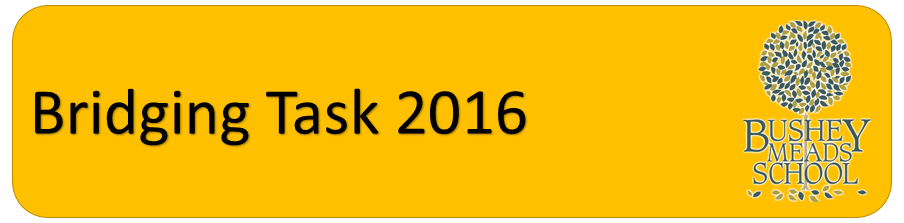 Bridging Task 2016
BUSHEY
MEADS
SCHOOL